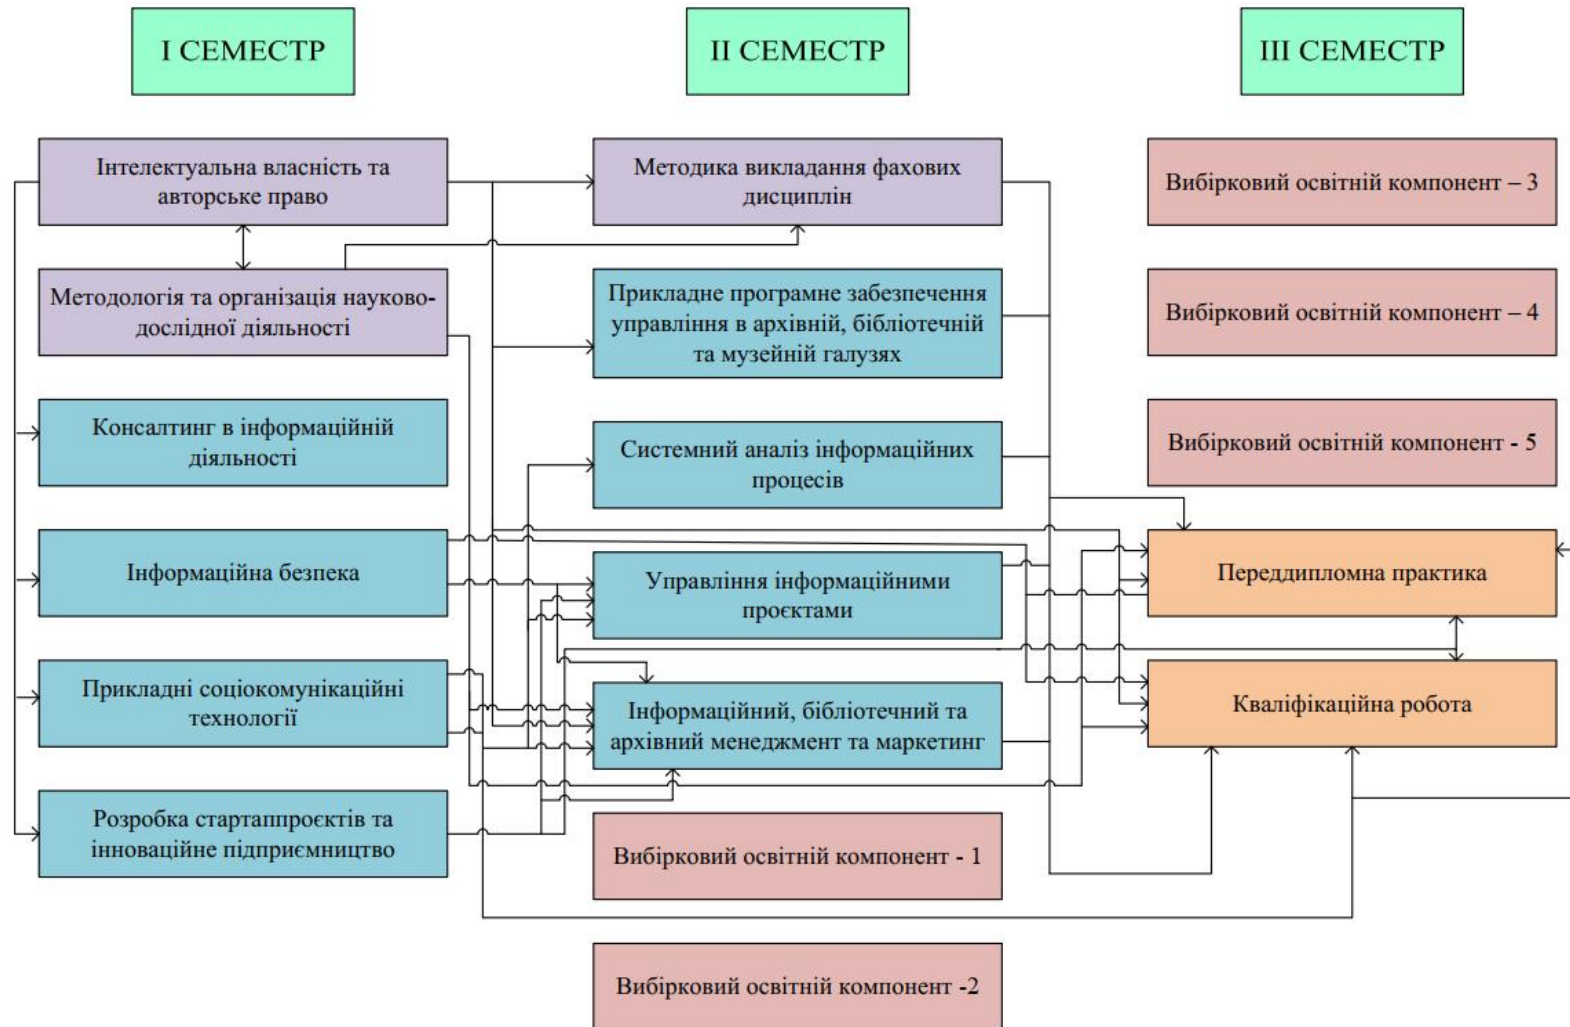 I СЕМЕСТР
II СЕМЕСТР
III СЕМЕСТР
Інтелектуальна власність та
авторське право
Методологія та організація науково-
дослідної діяльності
Консалтинг в інформаційній
діяльності
Інформаційна безпека
Прикладні соціокомунікаційні
технології
Розробка стартаппроєктів та
інноваційне підприємництво
Методика викладання фахових
дисциплін
Прикладне програмне забезпечення
управління в архівній, бібліотечній
та музейній галузях
Системний аналіз інформаційних
процесів
Управління інформаційними
проєктами
Інформаційний, бібліотечний та
архівний менеджмент та маркетинг
Вибірковий освітній компонент - 1
Вибірковий освітній компонент -2
Вибірковий освітній компонент – 3
Вибірковий освітній компонент – 4
Вибірковий освітній компонент - 5
Переддипломна практика
Кваліфікаційна робота